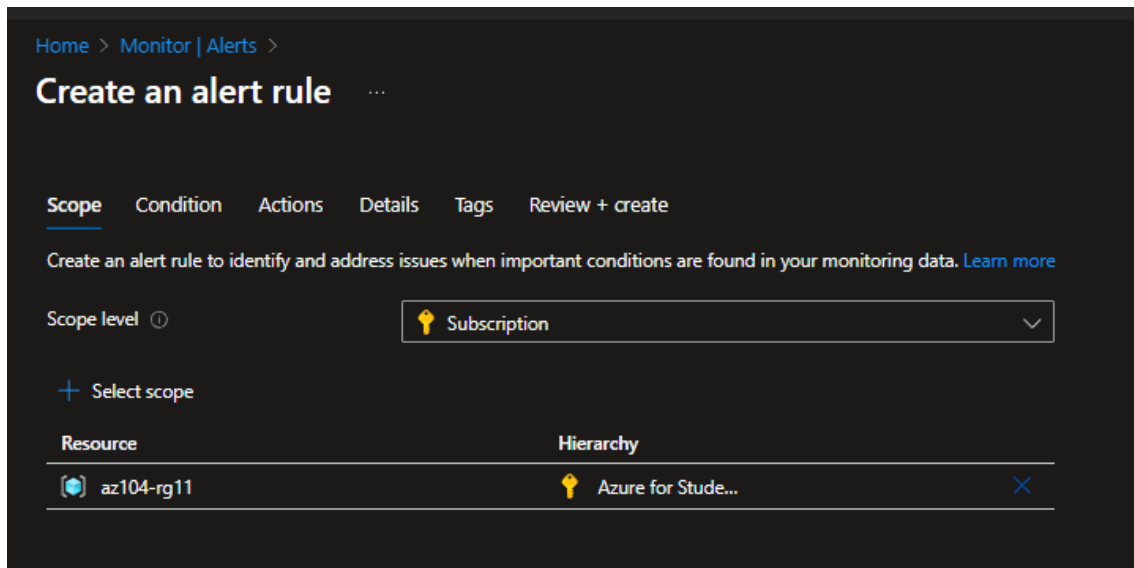 Home > Monitor | Alerts >
Create an alert rule ...
Scope Condition Actions Details Tags Review + create
Create an alert rule to identify and address issues when important conditions are found in your monitoring data. Learn more
Scope level Subscription
+ Select scope
Resource Hierarchy
az104-rg11 Azure for Stude...